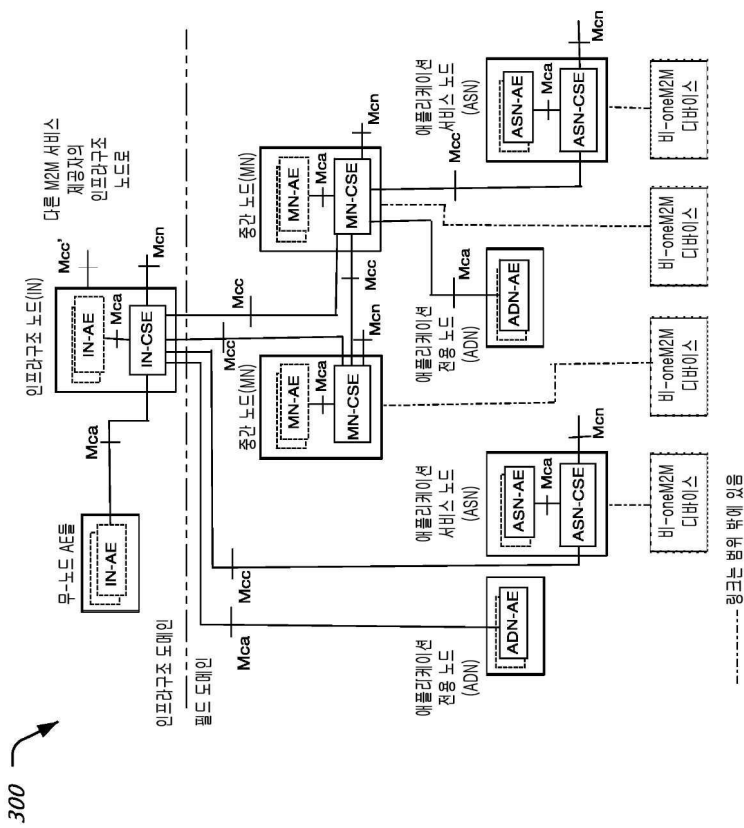 300
무-노드 AE들
IN-AE
Mca
인프라구조 노드(IN)
IN-AE
Mca
IN-CSE
Mcc'
Mcn
다른 M2M 서비스
제공자의
인프라구조
노드로
인프라구조 도메인
필드 도메인
Mca
Mcc
Mcc
Mcc
중간 노드(MN)
MN-AE
Mca
MN-CSE
Mcn
Mcc
중간 노드(MN)
MN-AE
Mca
MN-CSE
Mcn
Mcc
Mca
애플리케이션
전용 노드
(ADN)
ADN-AE
애플리케이션
서비스 노드
(ASN)
ASN-AE
Mca
ASN-CSE
Mcn
애플리케이션
전용 노드
(ADN)
ADN-AE
애플리케이션
서비스 노드
(ASN)
ASN-AE
Mca
ASN-CSE
Mcn
비-oneM2M
디바이스
비-oneM2M
디바이스
비-oneM2M
디바이스
비-oneM2M
디바이스
링크는 범위 밖에 있음